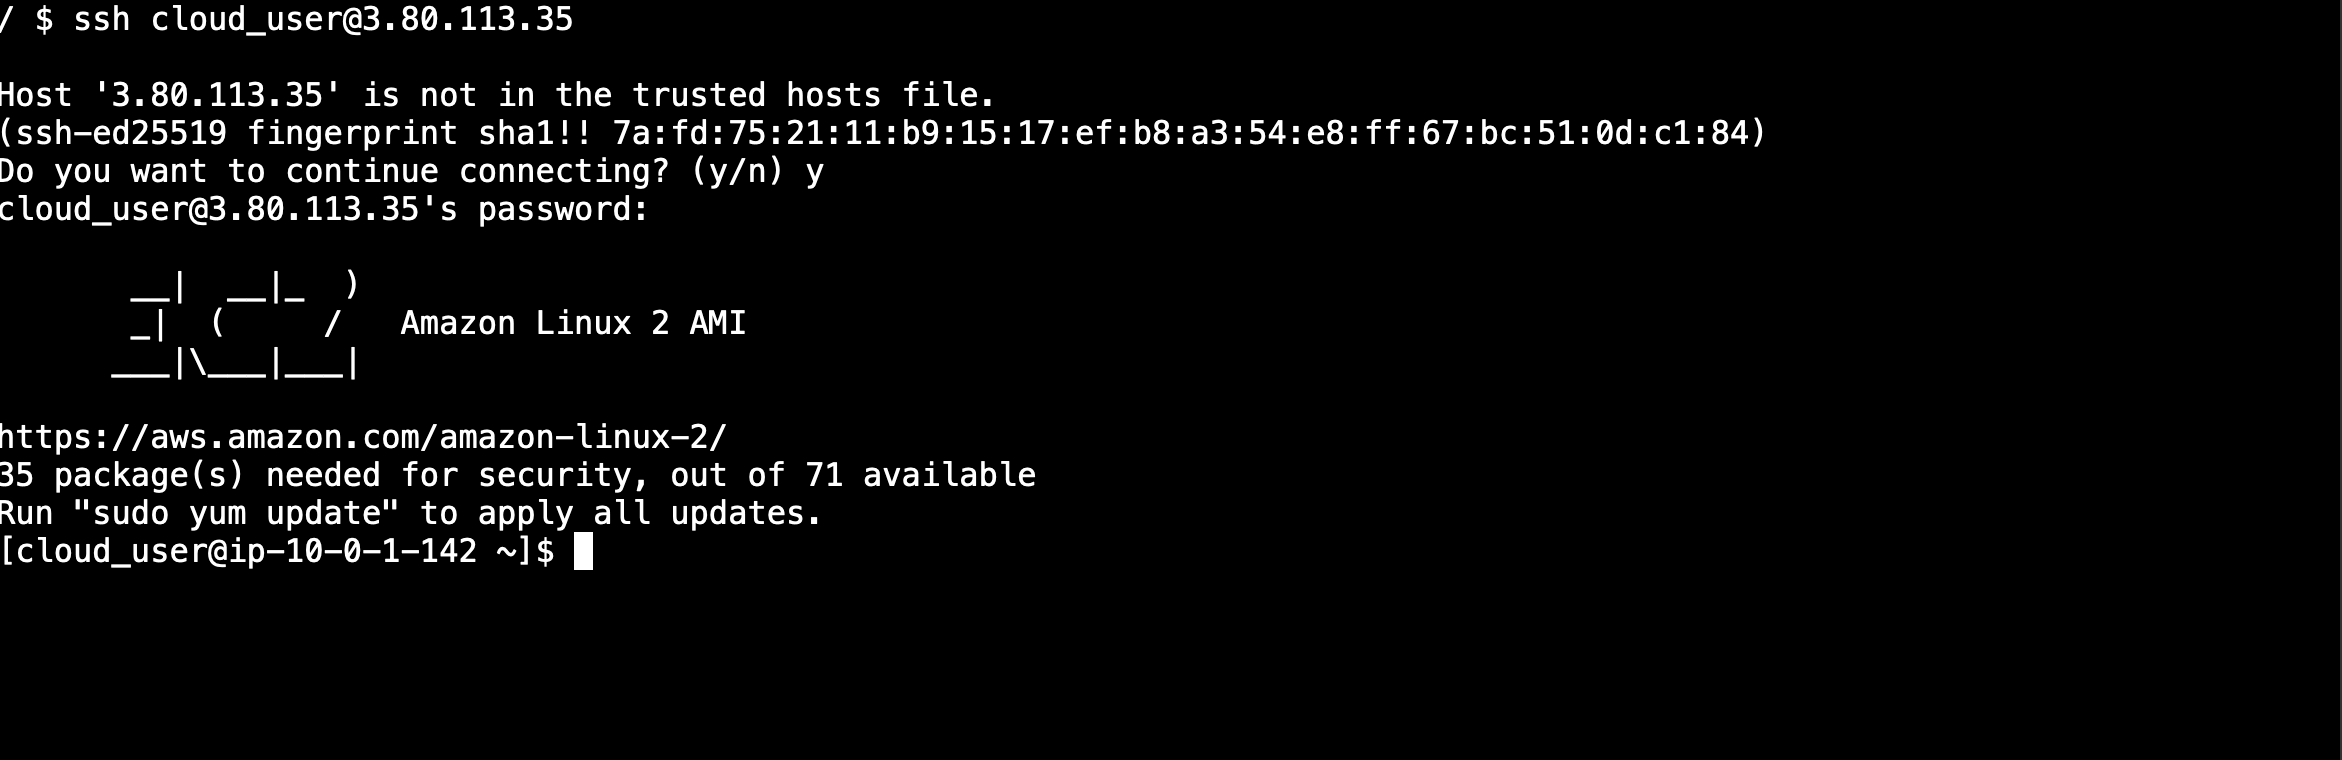 / $ ssh cloud_user@3.80.113.35

Host '3.80.113.35' is not in the trusted hosts file.
(ssh-ed25519 fingerprint sha1!! 7a:fd:75:21:11:b9:15:17:ef:b8:a3:54:e8:ff:67:bc:51:0d:c1:84)
Do you want to continue connecting? (y/n) y
cloud_user@3.80.113.35's password:

       __|  __|_  )
       _|  (     /   Amazon Linux 2 AMI
      ___|\___|___|

https://aws.amazon.com/amazon-linux-2/
35 package(s) needed for security, out of 71 available
Run "sudo yum update" to apply all updates.
[cloud_user@ip-10-0-1-142 ~]$